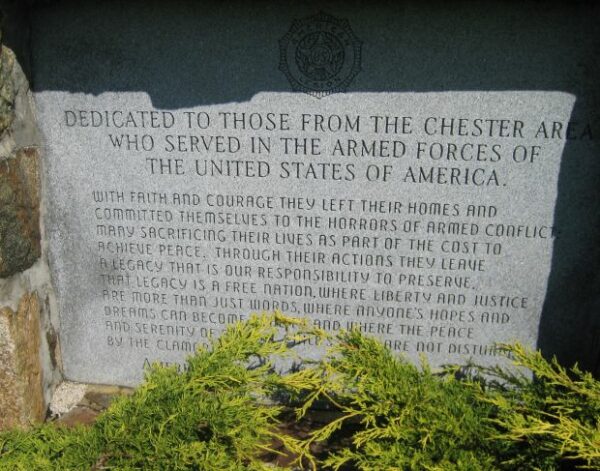 DEDICATED TO THOSE FROM THE CHESTER AREA
WHO SERVED IN THE ARMED FORCES OF
THE UNITED STATES OF AMERICA.
WITH FAITH AND COURAGE THEY LEFT THEIR HOMES AND
COMMITTED THEMSELVES TO THE HORRORS OF ARMED CONFLICT,
MANY SACRIFICING THEIR LIVES AS PART OF THE COST TO
ACHIEVE PEACE. THROUGH THEIR ACTIONS THEY LEAVE
A LEGACY THAT IS OUR RESPONSIBILITY TO PRESERVE.
THAT LEGACY IS A FREE NATION, WHERE LIBERTY AND JUSTICE
ARE MORE THAN JUST WORDS, WHERE ANYONE'S HOPES AND
DREAMS CAN BECOME AND WHERE THE PEACE
AND SERENITY OF ARE NOT
BY THE